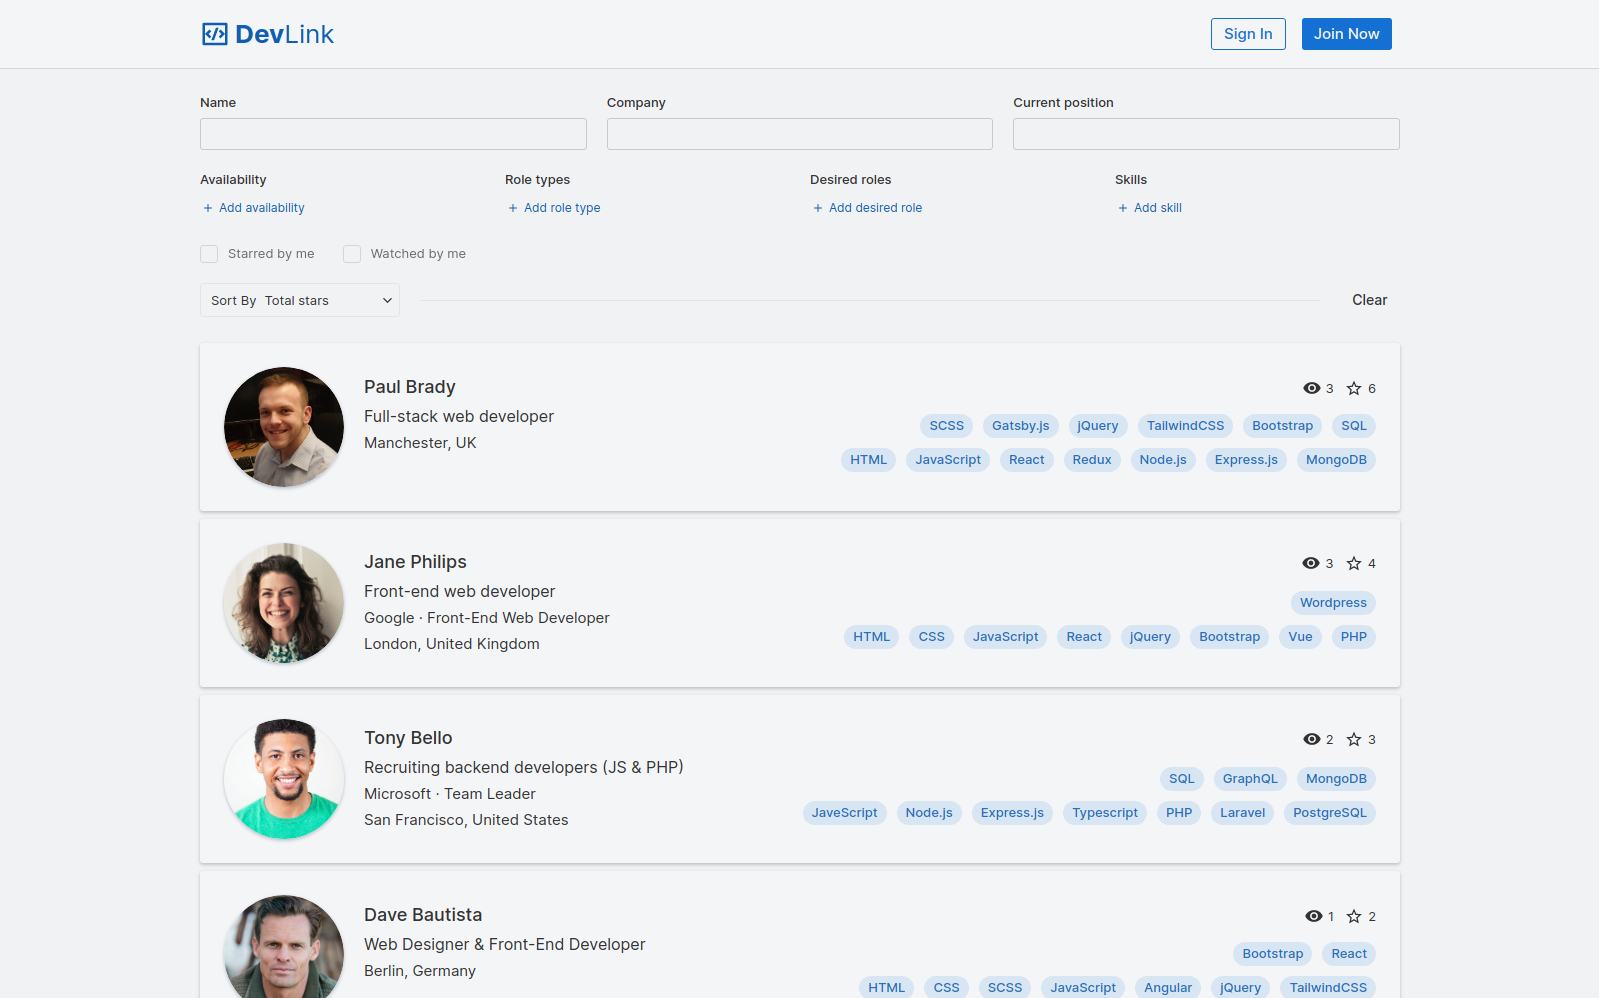 DevLink
Sign In
Join Now
Name
Company
Current position
Availability
Role types
Desired roles
Skills
+ Add availability
+ Add role type
+ Add desired role
+ Add skill
Starred by me
Watched by me
Sort By Total stars
Clear
Paul Brady
3 6
Full-stack web developer
Manchester, UK
SCSS Gatsby.js jQuery TailwindCSS Bootstrap SQL
HTML JavaScript React Redux Node.js Express.js MongoDB
Jane Philips
3 4
Front-end web developer
Google · Front-End Web Developer
London, United Kingdom
Wordpress
HTML CSS JavaScript React jQuery Bootstrap Vue PHP
Tony Bello
2 3
Recruiting backend developers (JS & PHP)
Microsoft · Team Leader
San Francisco, United States
SQL GraphQL MongoDB
JaveScript Node.js Express.js Typescript PHP Laravel PostgreSQL
Dave Bautista
1 2
Web Designer & Front-End Developer
Berlin, Germany
Bootstrap React
HTML CSS SCSS JavaScript Angular jQuery TailwindCSS